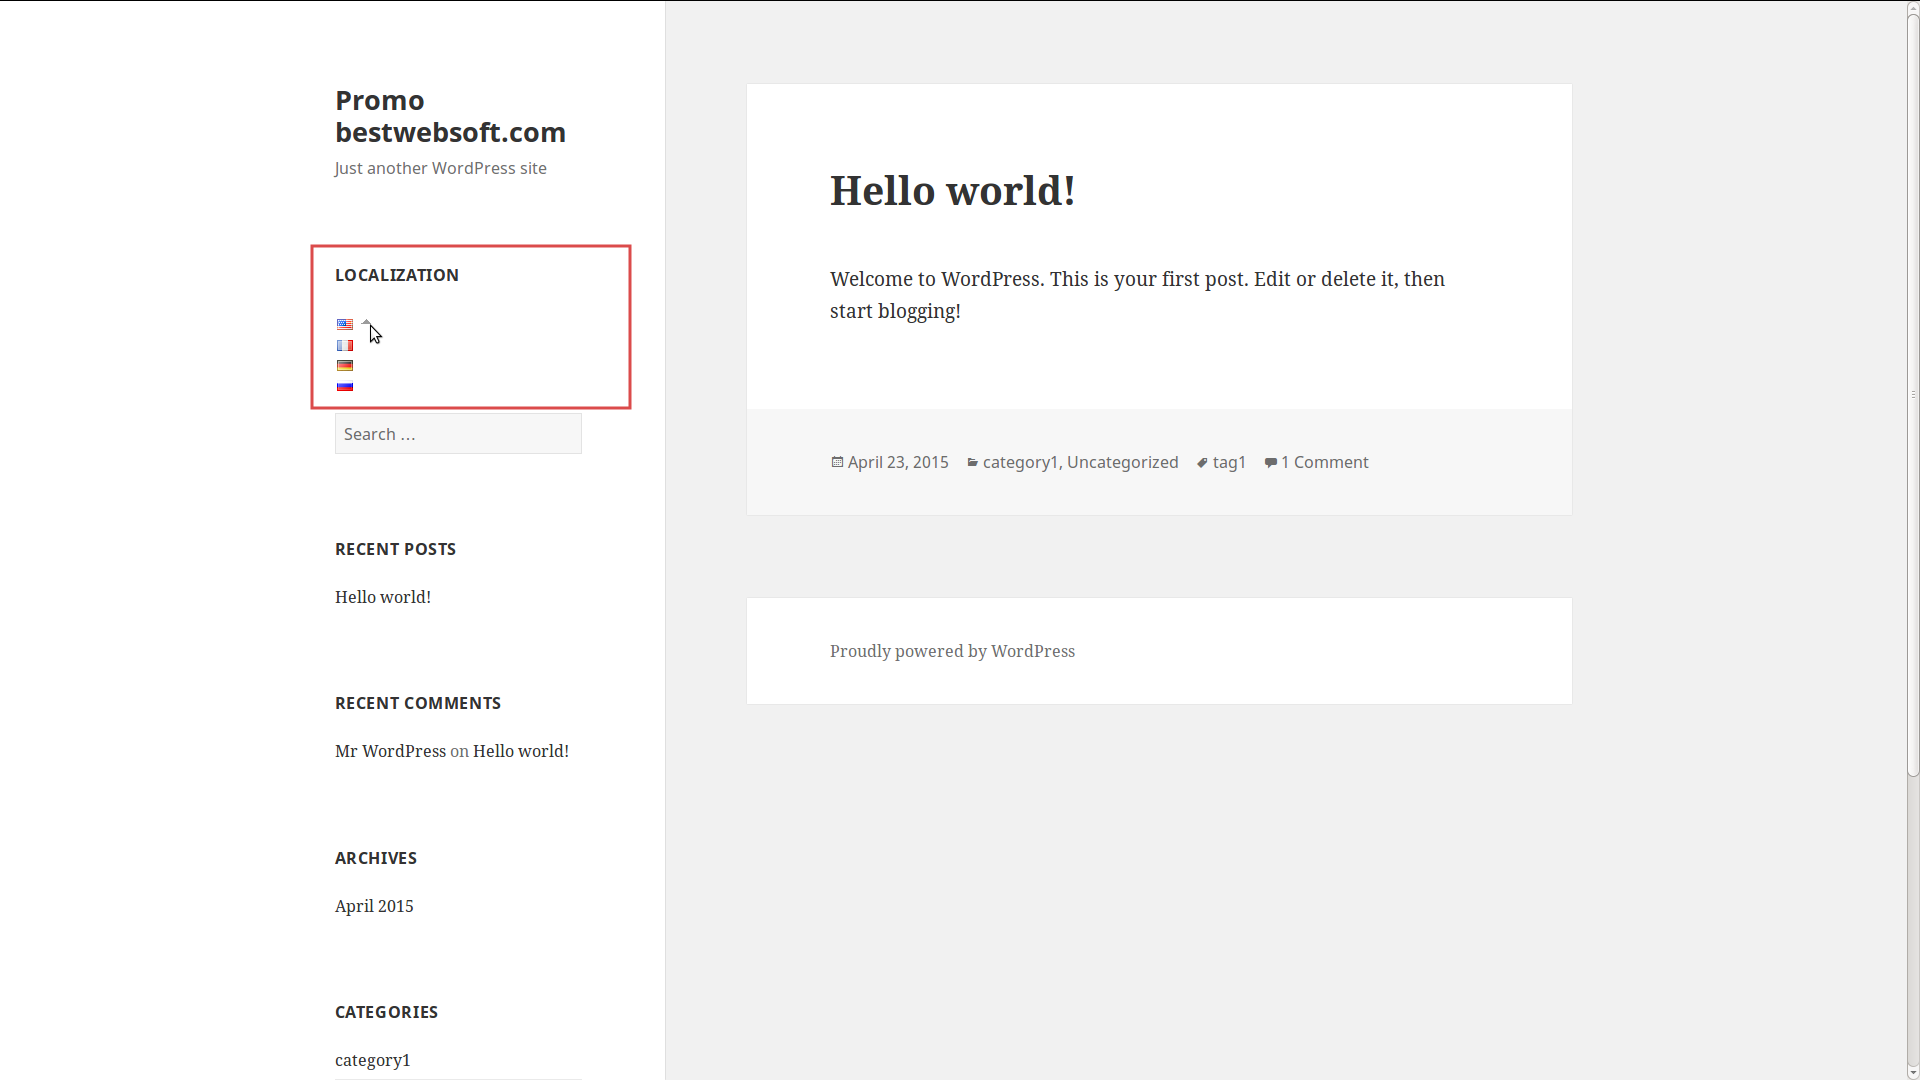 Promo
bestwebsoft.com
Just another WordPress site
LOCALIZATION
Search …
RECENT POSTS
Hello world!
RECENT COMMENTS
Mr WordPress on Hello world!
ARCHIVES
April 2015
CATEGORIES
category1
Hello world!
Welcome to WordPress. This is your first post. Edit or delete it, then
start blogging!
April 23, 2015 category1, Uncategorized tag1 1 Comment
Proudly powered by WordPress